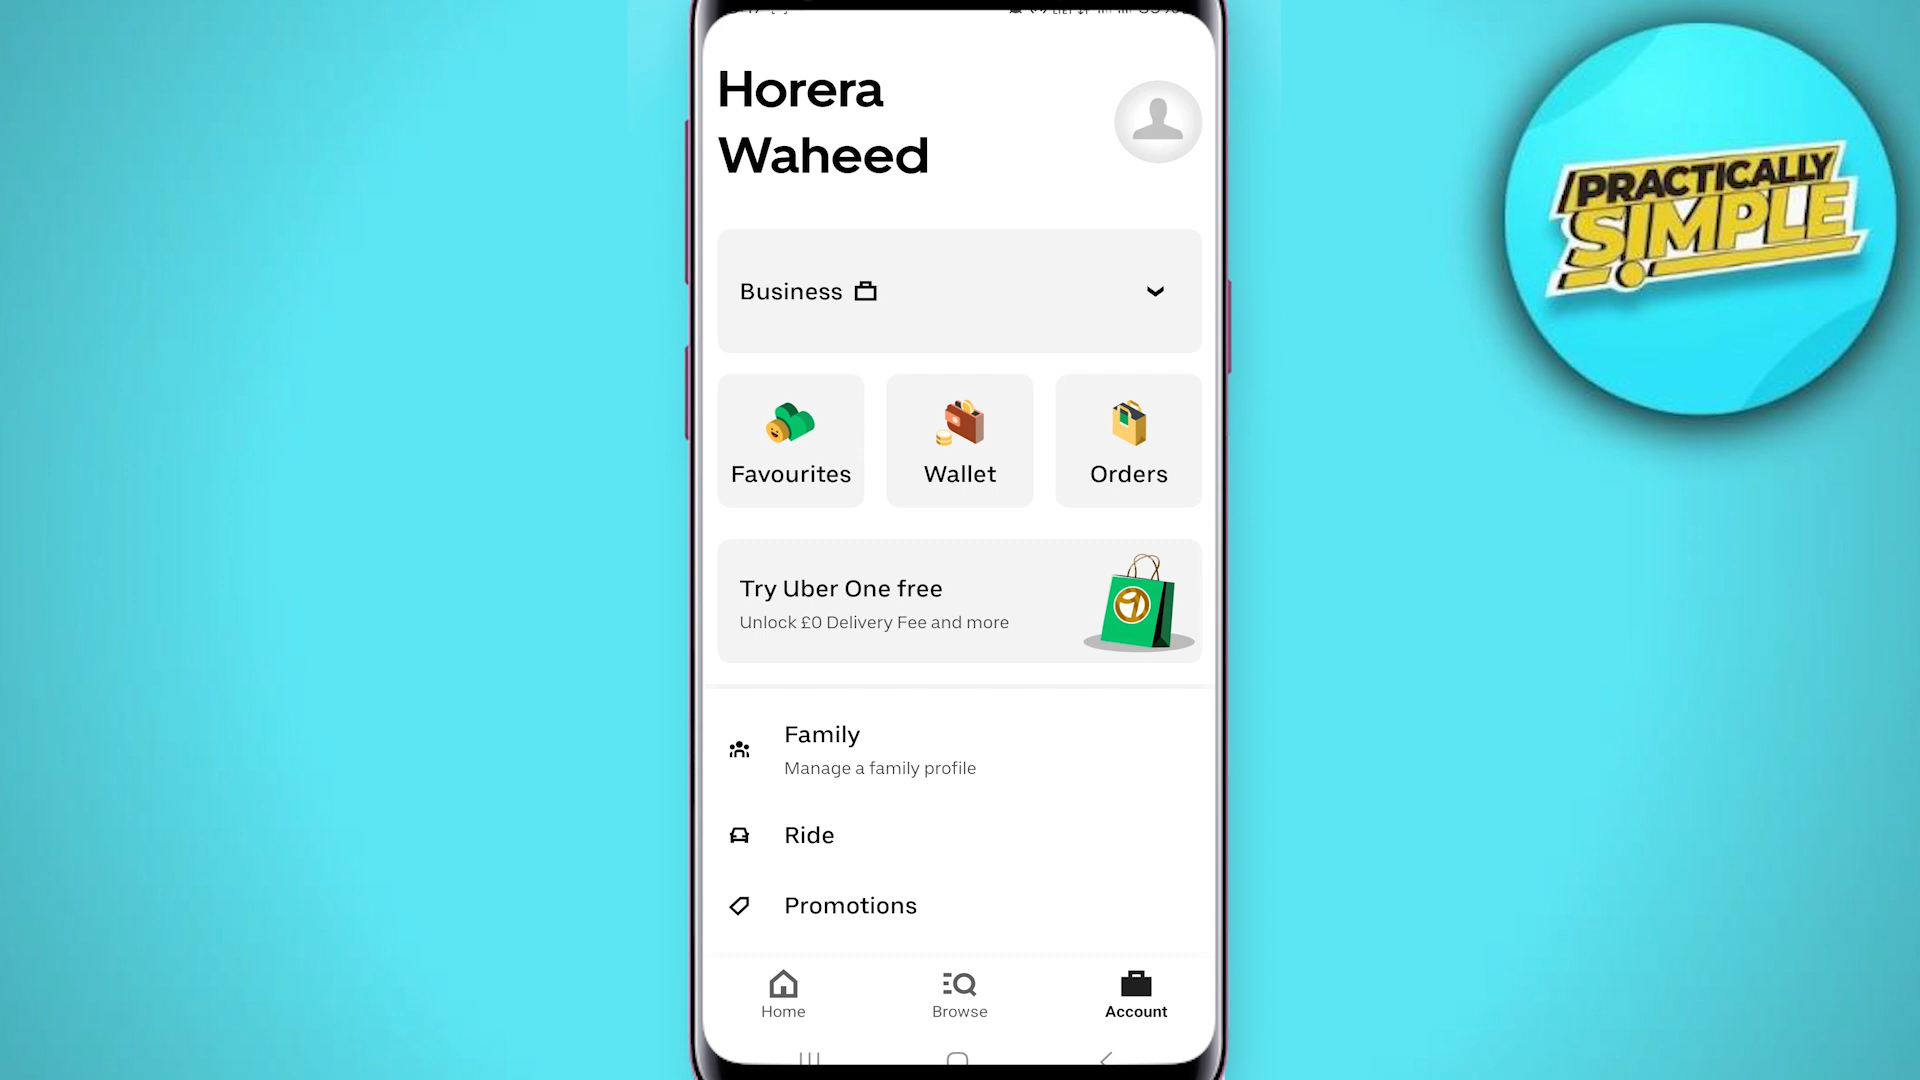 Horera
Waheed
Business
Favourites
Wallet
Orders
Try Uber One free
Unlock £0 Delivery Fee and more
Family
Manage a family profile
Ride
Promotions
Home
Browse
Account
PRACTICALLY
SIMPLE